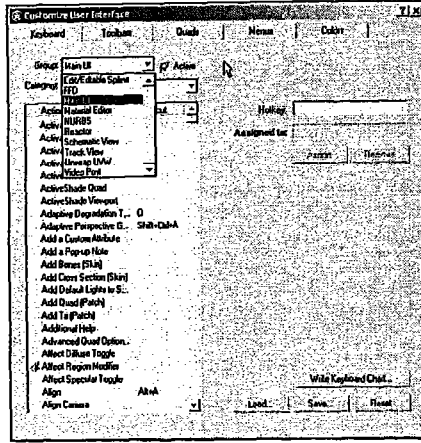 Customize User Interface
Keyboard Toolbars Quads Menus Colors
Group: Main UI Active
Category:
Edit/Editable Spline
FFD
Main UI
Material Editor
NURBS
Reactor
Schematic View
Track View
Unwrap UVW
Video Post
Hotkey:
Assigned to:
Assign Remove
ActiveShade Quad
ActiveShade Viewport
Adaptive Degradation T... O
Adaptive Perspective G... Shift+Ctrl+A
Add a Custom Attribute
Add a Pop-up Note
Add Bones (Skin)
Add Cross Section (Skin)
Add Default Lights to S...
Add Quad (Patch)
Add Tri (Patch)
Additional Help...
Advanced Quad Option...
Affect Diffuse Toggle
Affect Region Modifier
Affect Specular Toggle
Align Alt+A
Align Camera
Write Keyboard Chart...
Load... Save... Reset